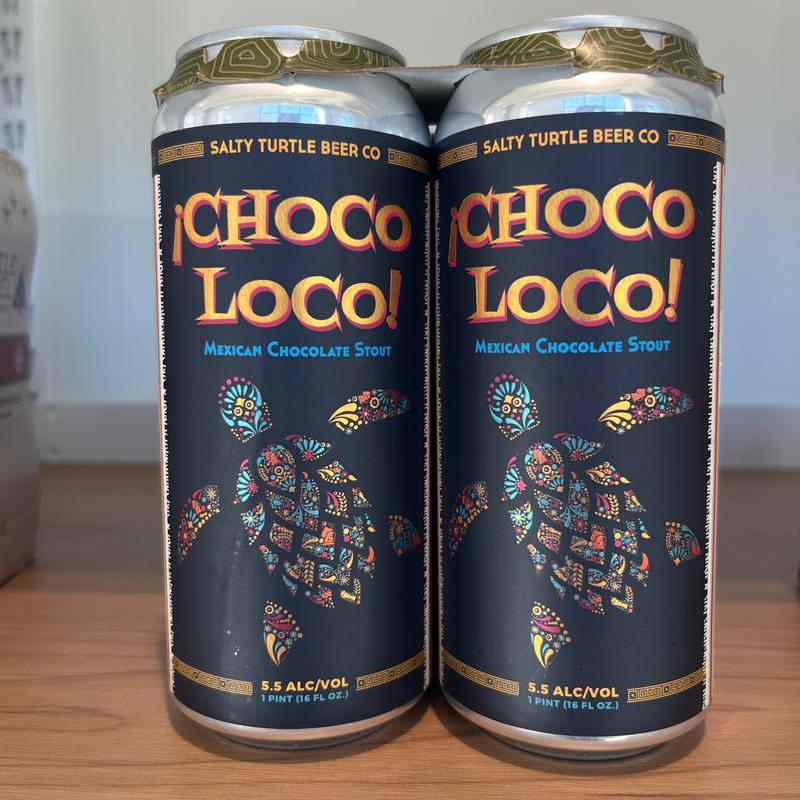 SALTY TURTLE BEER CO
¡CHOCO
LOCO!
MEXICAN CHOCOLATE STOUT
5.5 ALC/VOL
1 PINT (16 FL OZ.)
SALTY TURTLE BEER CO
¡CHOCO
LOCO!
MEXICAN CHOCOLATE STOUT
5.5 ALC/VOL
1 PINT (16 FL OZ.)